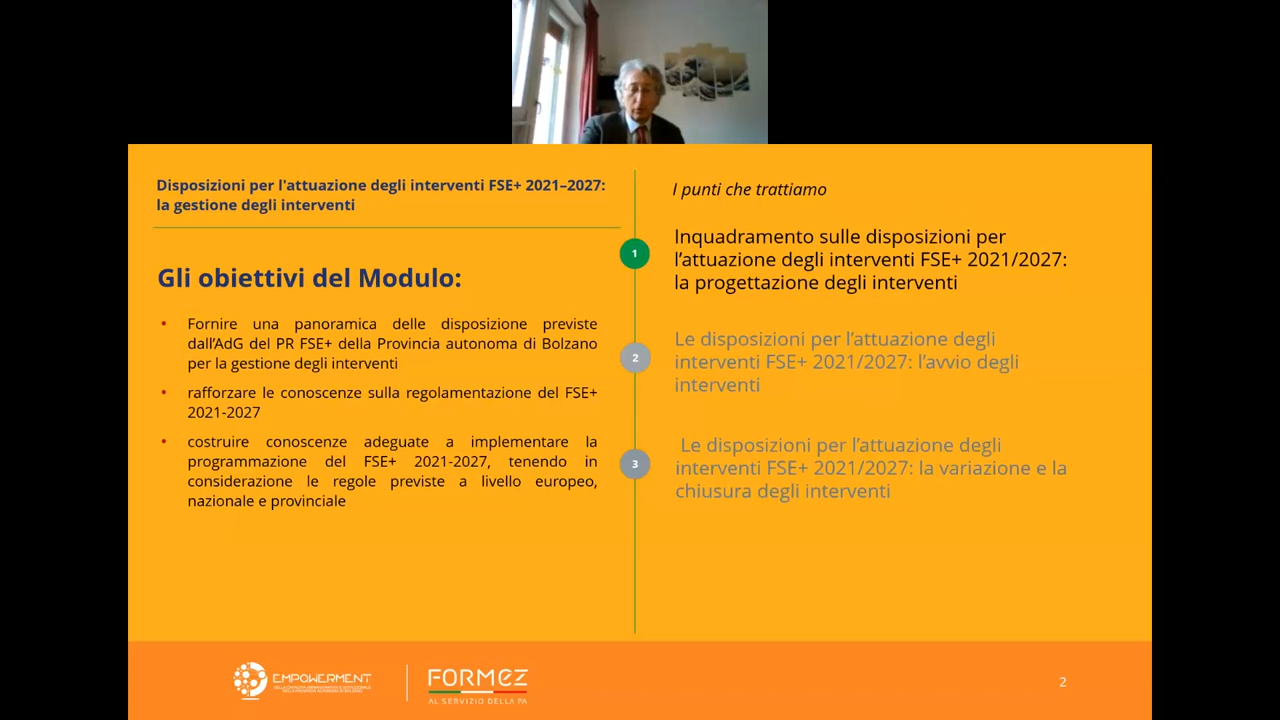 Disposizioni per l'attuazione degli interventi FSE+ 2021–2027:
la gestione degli interventi
Gli obiettivi del Modulo:
• Fornire una panoramica delle disposizione previste
dall’AdG del PR FSE+ della Provincia autonoma di Bolzano
per la gestione degli interventi
• rafforzare le conoscenze sulla regolamentazione del FSE+
2021-2027
• costruire conoscenze adeguate a implementare la
programmazione del FSE+ 2021-2027, tenendo in
considerazione le regole previste a livello europeo,
nazionale e provinciale
I punti che trattiamo
1
Inquadramento sulle disposizioni per
l’attuazione degli interventi FSE+ 2021/2027:
la progettazione degli interventi
2
Le disposizioni per l’attuazione degli
interventi FSE+ 2021/2027: l’avvio degli
interventi
3
Le disposizioni per l’attuazione degli
interventi FSE+ 2021/2027: la variazione e la
chiusura degli interventi
EMPOWERMENT
FORMEZ
AL SERVIZIO DELLA PA
2